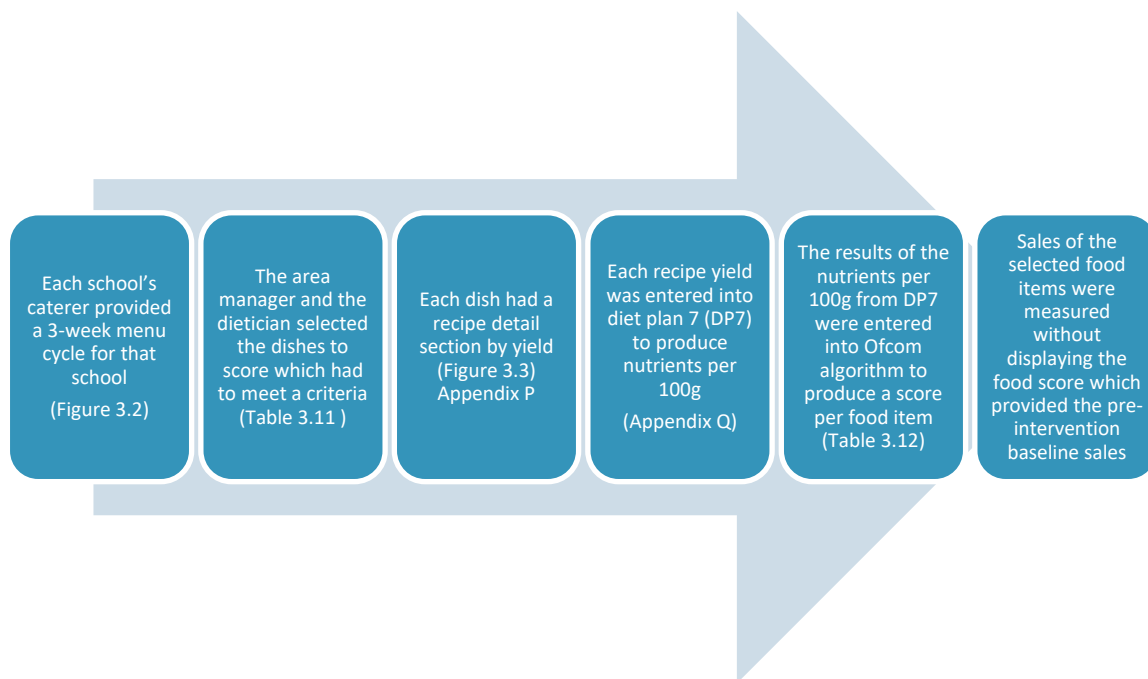 Each school’s
caterer provided
a 3-week menu
cycle for that
school
(Figure 3.2)
The area
manager and the
dietician selected
the dishes to
score which had
to meet a criteria
(Table 3.11 )
Each dish had a
recipe detail
section by yield
(Figure 3.3)
Appendix P
Each recipe yield
was entered into
diet plan 7 (DP7)
to produce
nutrients per
100g
(Appendix Q)
The results of the
nutrients per
100g from DP7
were entered
into Ofcom
algorithm to
produce a score
per food item
(Table 3.12)
Sales of the
selected food
items were
measured
without
displaying the
food score which
provided the pre-
intervention
baseline sales